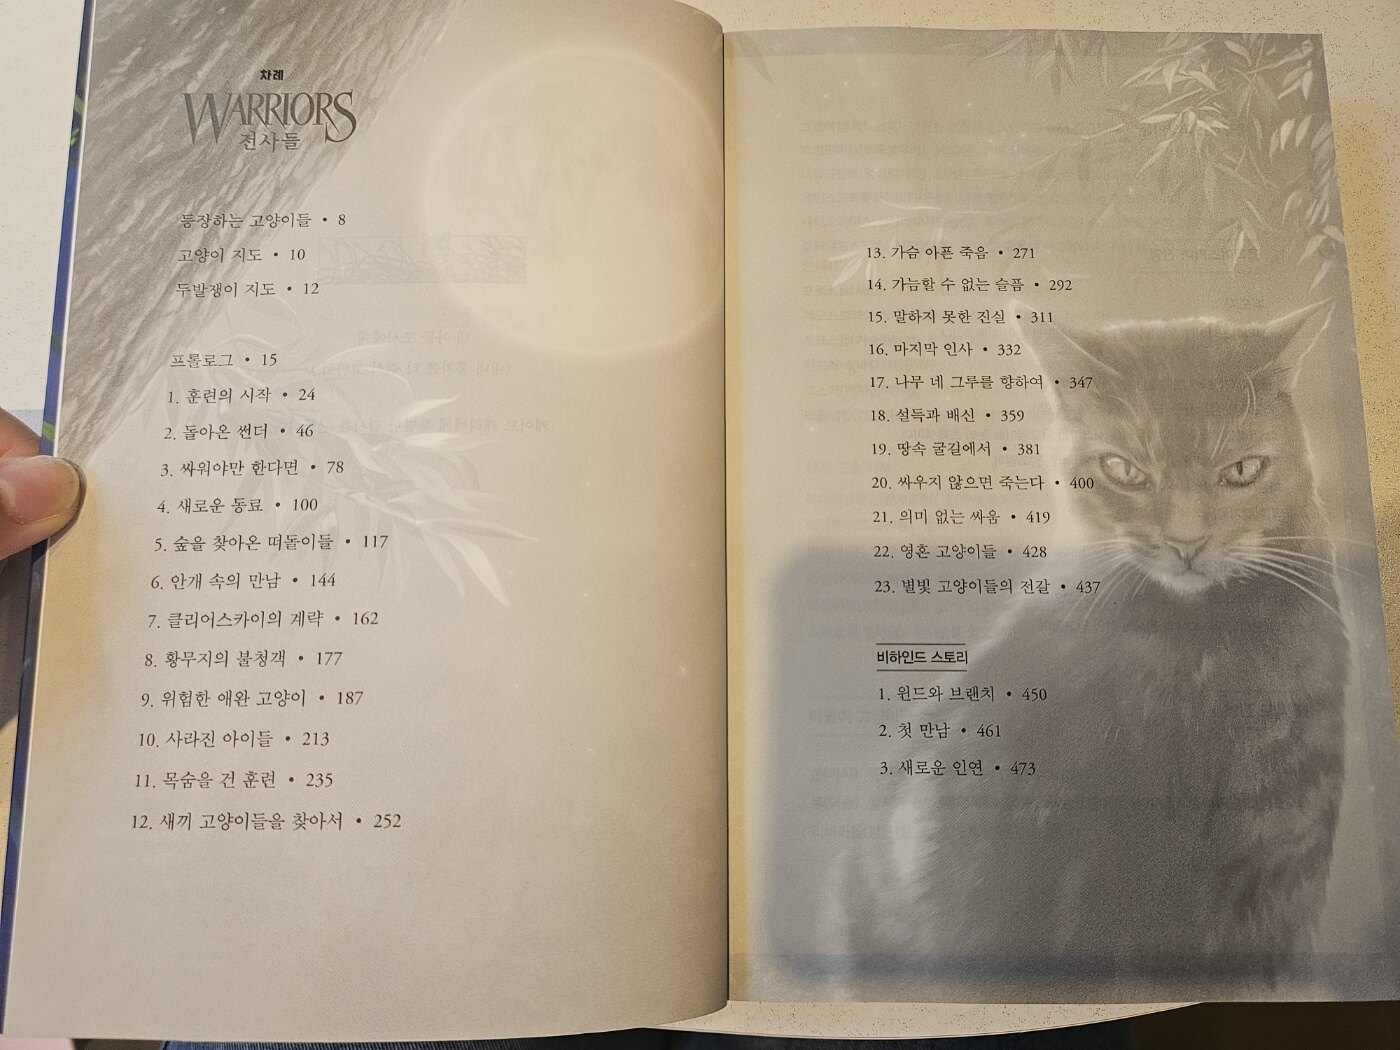 차례
WARRIORS
전사들
등장하는 고양이들 • 8
고양이 지도 • 10
두발쟁이 지도 • 12
프롤로그 • 15
1. 훈련의 시작 • 24
2. 돌아온 썬더 • 46
3. 싸워야만 한다면 • 78
4. 새로운 동료 • 100
5. 숲을 찾아온 떠돌이들 • 117
6. 안개 속의 만남 • 144
7. 클리어스카이의 계략 • 162
8. 황무지의 불청객 • 177
9. 위험한 애완 고양이 • 187
10. 사라진 아이들 • 213
11. 목숨을 건 훈련 • 235
12. 새끼 고양이들을 찾아서 • 252
13. 가슴 아픈 죽음 • 271
14. 가늠할 수 없는 슬픔 • 292
15. 말하지 못한 진실 • 311
16. 마지막 인사 • 332
17. 나무 네 그루를 향하여 • 347
18. 설득과 배신 • 359
19. 땅속 굴길에서 • 381
20. 싸우지 않으면 죽는다 • 400
21. 의미 없는 싸움 • 419
22. 영혼 고양이들 • 428
23. 별빛 고양이들의 전갈 • 437
비하인드 스토리
1. 윈드와 브랜치 • 450
2. 첫 만남 • 461
3. 새로운 인연 • 473